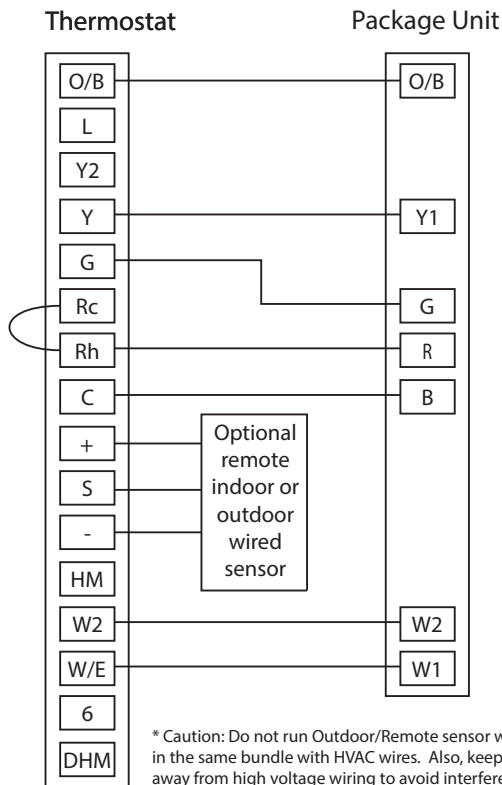 Thermostat
Package Unit
O/B
O/B
L
Y2
Y
Y1
G
G
Rc
Rh
R
C
B
+
S
-
Optional
remote
indoor or
outdoor
wired
sensor
HM
W2
W2
W/E
W1
6
DHM
* Caution: Do not run Outdoor/Remote sensor
in the same bundle with HVAC wires. Also, keep
away from high voltage wiring to avoid